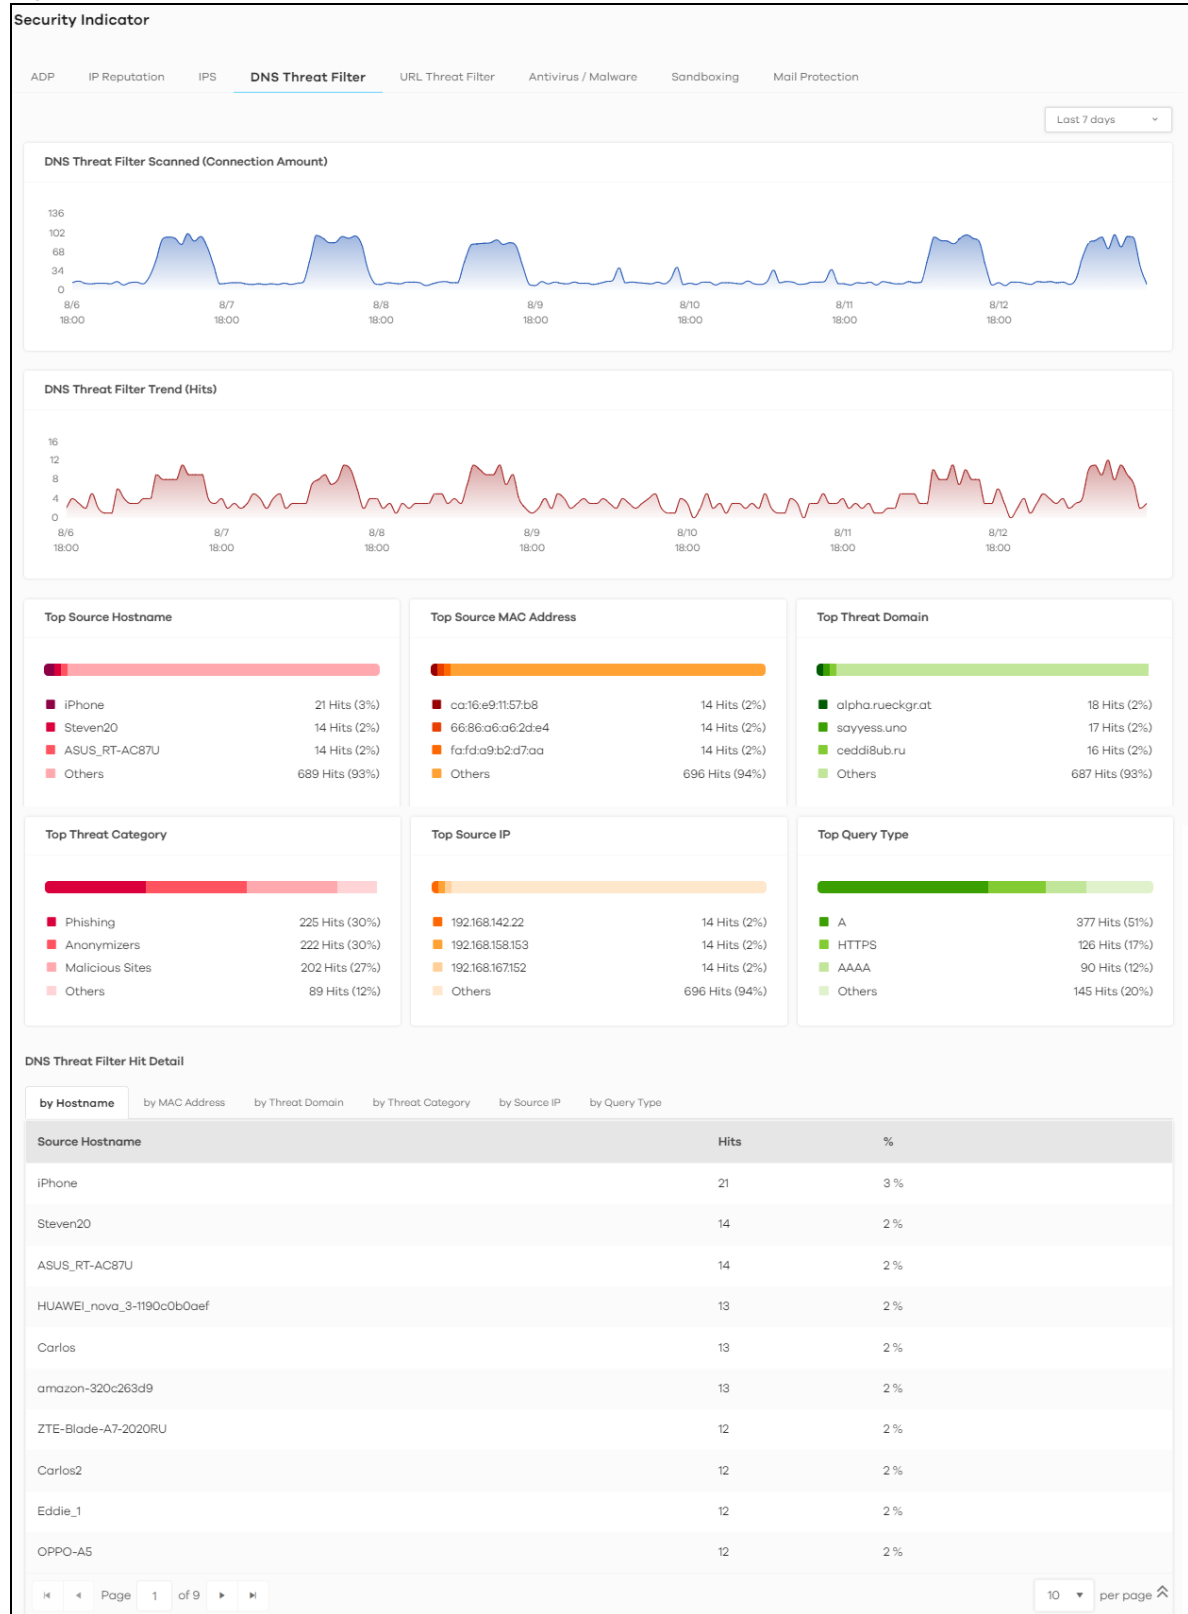 Security Indicator
ADP IP Reputation IPS DNS Threat Filter URL Threat Filter Antivirus / Malware Sandboxing Mail Protection
Last 7 days
DNS Threat Filter Scanned (Connection Amount)
136
102
68
34
0
8/6 8/7 8/8 8/9 8/10 8/11 8/12
18:00 18:00 18:00 18:00 18:00 18:00 18:00
DNS Threat Filter Trend (Hits)
16
12
8
4
0
8/6 8/7 8/8 8/9 8/10 8/11 8/12
18:00 18:00 18:00 18:00 18:00 18:00 18:00
Top Source Hostname
iPhone 21 Hits (3%)
Steven20 14 Hits (2%)
ASUS_RT-AC87U 14 Hits (2%)
Others 689 Hits (93%)
Top Source MAC Address
ca:16:e9:11:57:b8 14 Hits (2%)
66:86:a6:a6:2d:e4 14 Hits (2%)
fa:fd:a9:b2:d7:aa 14 Hits (2%)
Others 696 Hits (94%)
Top Threat Domain
alpha.rueckgr.at 18 Hits (2%)
sayyess.uno 17 Hits (2%)
ceddi8ub.ru 16 Hits (2%)
Others 687 Hits (93%)
Top Threat Category
Phishing 225 Hits (30%)
Anonymizers 222 Hits (30%)
Malicious Sites 202 Hits (27%)
Others 89 Hits (12%)
Top Source IP
192.168.142.22 14 Hits (2%)
192.168.158.153 14 Hits (2%)
192.168.167.152 14 Hits (2%)
Others 696 Hits (94%)
Top Query Type
A 377 Hits (51%)
HTTPS 126 Hits (17%)
AAAA 90 Hits (12%)
Others 145 Hits (20%)
DNS Threat Filter Hit Detail
by Hostname by MAC Address by Threat Domain by Threat Category by Source IP by Query Type
Source Hostname Hits %
iPhone 21 3 %
Steven20 14 2 %
ASUS_RT-AC87U 14 2 %
HUAWEI_nova_3-1190c0b0aef 13 2 %
Carlos 13 2 %
amazon-320c263d9 13 2 %
ZTE-Blade-A7-2020RU 12 2 %
Carlos2 12 2 %
Eddie_1 12 2 %
OPPO-A5 12 2 %
Page 1 of 9 10 per page